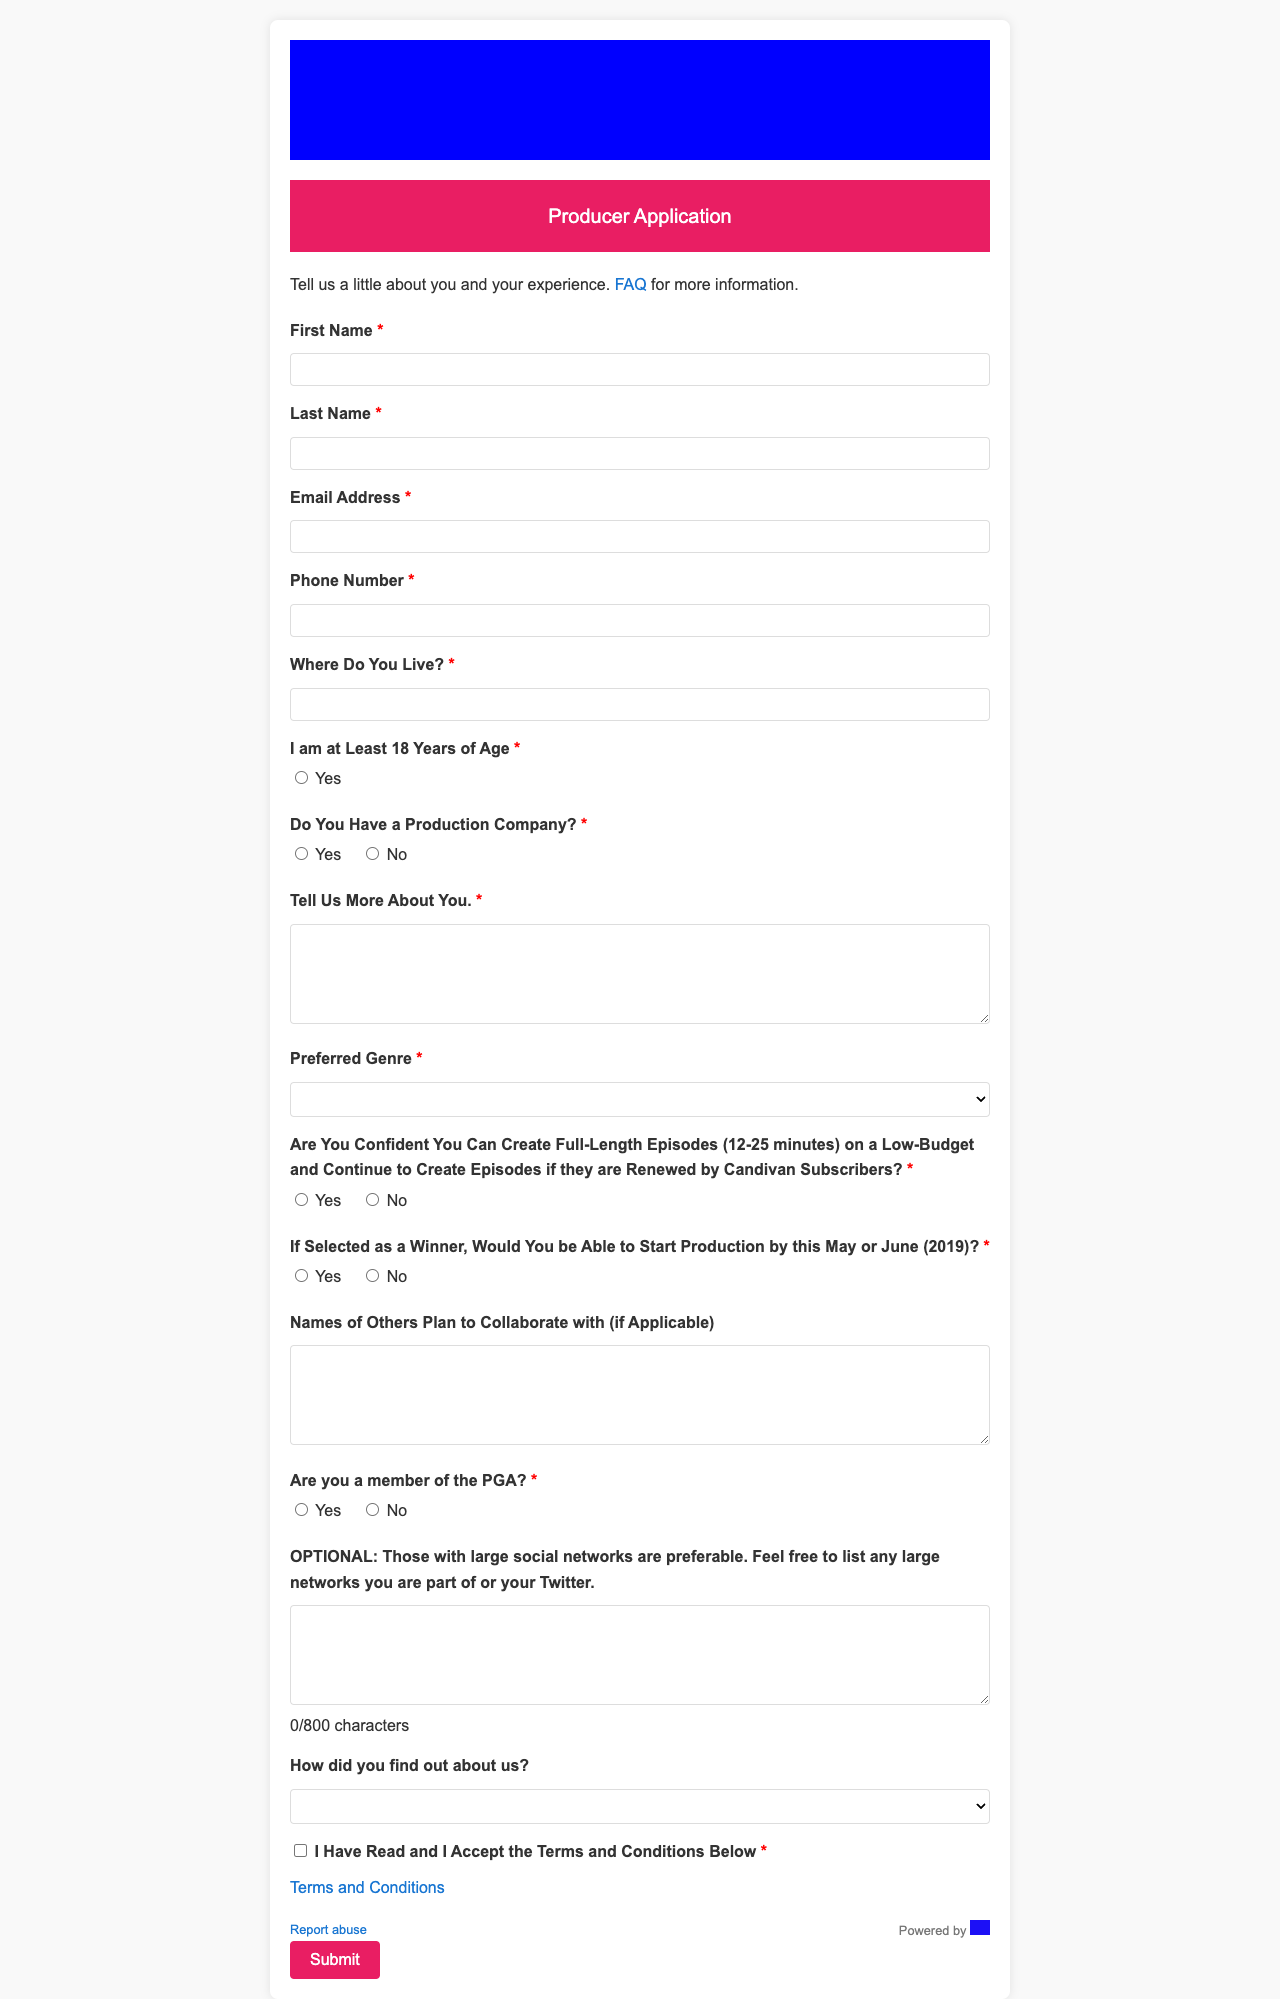 Producer Application
Tell us a little about you and your experience. FAQ for more information.
First Name *
Last Name *
Email Address *
Phone Number *
Where Do You Live? *
I am at Least 18 Years of Age *
Yes
Do You Have a Production Company? *
Yes No
Tell Us More About You. *
Preferred Genre *
Are You Confident You Can Create Full-Length Episodes (12-25 minutes) on a Low-Budget
and Continue to Create Episodes if they are Renewed by Candivan Subscribers? *
Yes No
If Selected as a Winner, Would You be Able to Start Production by this May or June (2019)? *
Yes No
Names of Others Plan to Collaborate with (if Applicable)
Are you a member of the PGA? *
Yes No
OPTIONAL: Those with large social networks are preferable. Feel free to list any large
networks you are part of or your Twitter.
0/800 characters
How did you find out about us?
I Have Read and I Accept the Terms and Conditions Below *
Terms and Conditions
Report abuse Powered by
Submit